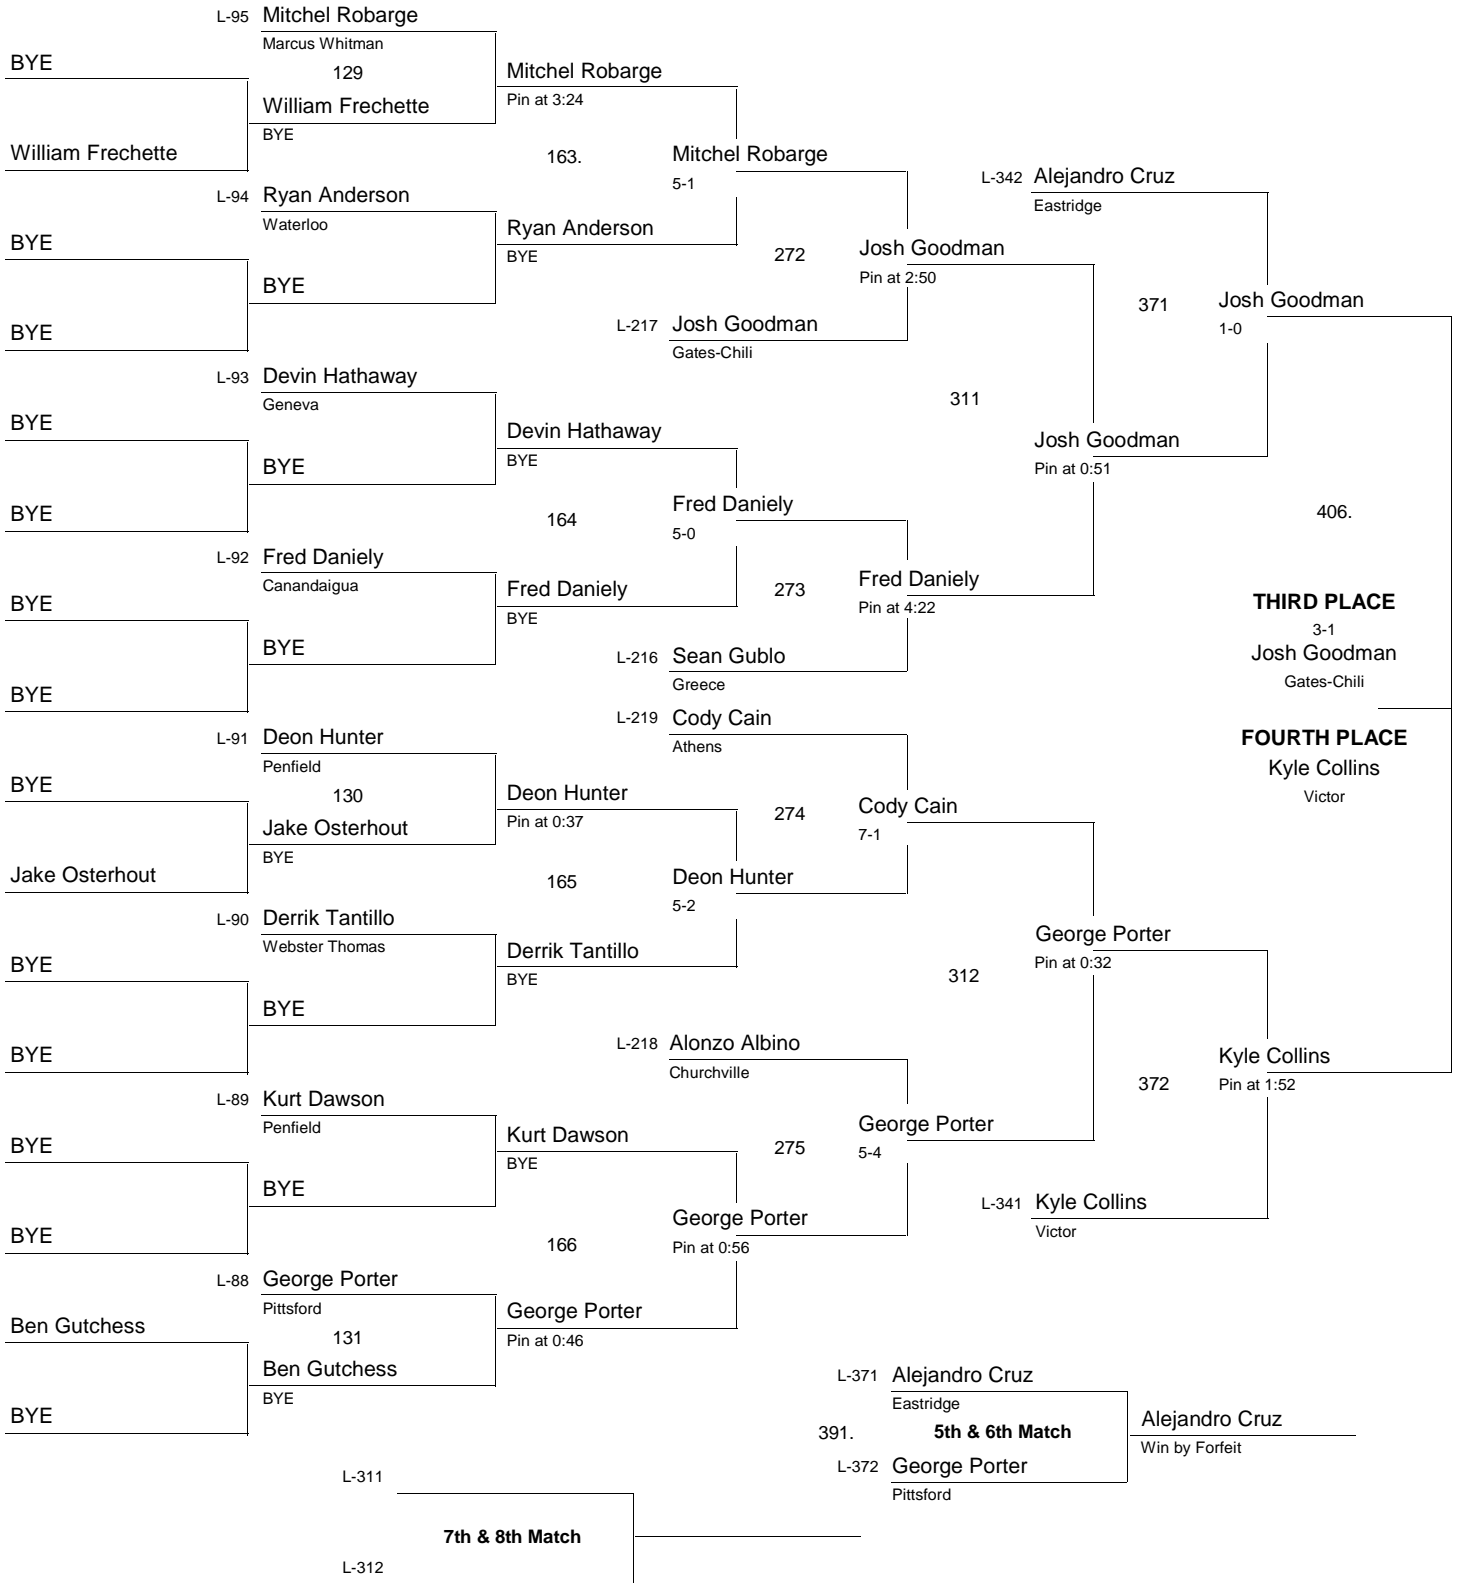 L-95 Mitchel Robarge
Marcus Whitman
BYE
129
Mitchel Robarge
Pin at 3:24
William Frechette
BYE
William Frechette
163.
Mitchel Robarge
5-1
L-342 Alejandro Cruz
Eastridge
L-94 Ryan Anderson
Waterloo
BYE
Ryan Anderson
BYE
272
Josh Goodman
Pin at 2:50
BYE
371
Josh Goodman
1-0
BYE
L-217 Josh Goodman
Gates-Chili
L-93 Devin Hathaway
Geneva
311
BYE
Devin Hathaway
BYE
Josh Goodman
Pin at 0:51
BYE
BYE
164
Fred Daniely
5-0
406.
L-92 Fred Daniely
Canandaigua
BYE
Fred Daniely
BYE
273
Fred Daniely
Pin at 4:22
THIRD PLACE
3-1
Josh Goodman
Gates-Chili
BYE
L-216 Sean Gublo
Greece
BYE
L-219 Cody Cain
Athens
L-91 Deon Hunter
Penfield
FOURTH PLACE
Kyle Collins
Victor
BYE
130
Deon Hunter
Pin at 0:37
274
Cody Cain
7-1
Jake Osterhout
BYE
Jake Osterhout
165
Deon Hunter
5-2
L-90 Derrik Tantillo
Webster Thomas
BYE
Derrik Tantillo
BYE
312
George Porter
Pin at 0:32
BYE
BYE
L-218 Alonzo Albino
Churchville
372
Kyle Collins
Pin at 1:52
L-89 Kurt Dawson
Penfield
BYE
Kurt Dawson
BYE
275
George Porter
5-4
BYE
L-341 Kyle Collins
Victor
BYE
166
George Porter
Pin at 0:56
L-88 George Porter
Pittsford
Ben Gutchess
131
George Porter
Pin at 0:46
Ben Gutchess
BYE
BYE
L-371 Alejandro Cruz
Eastridge
391.
5th & 6th Match
Alejandro Cruz
Win by Forfeit
L-372 George Porter
Pittsford
L-311
7th & 8th Match
L-312